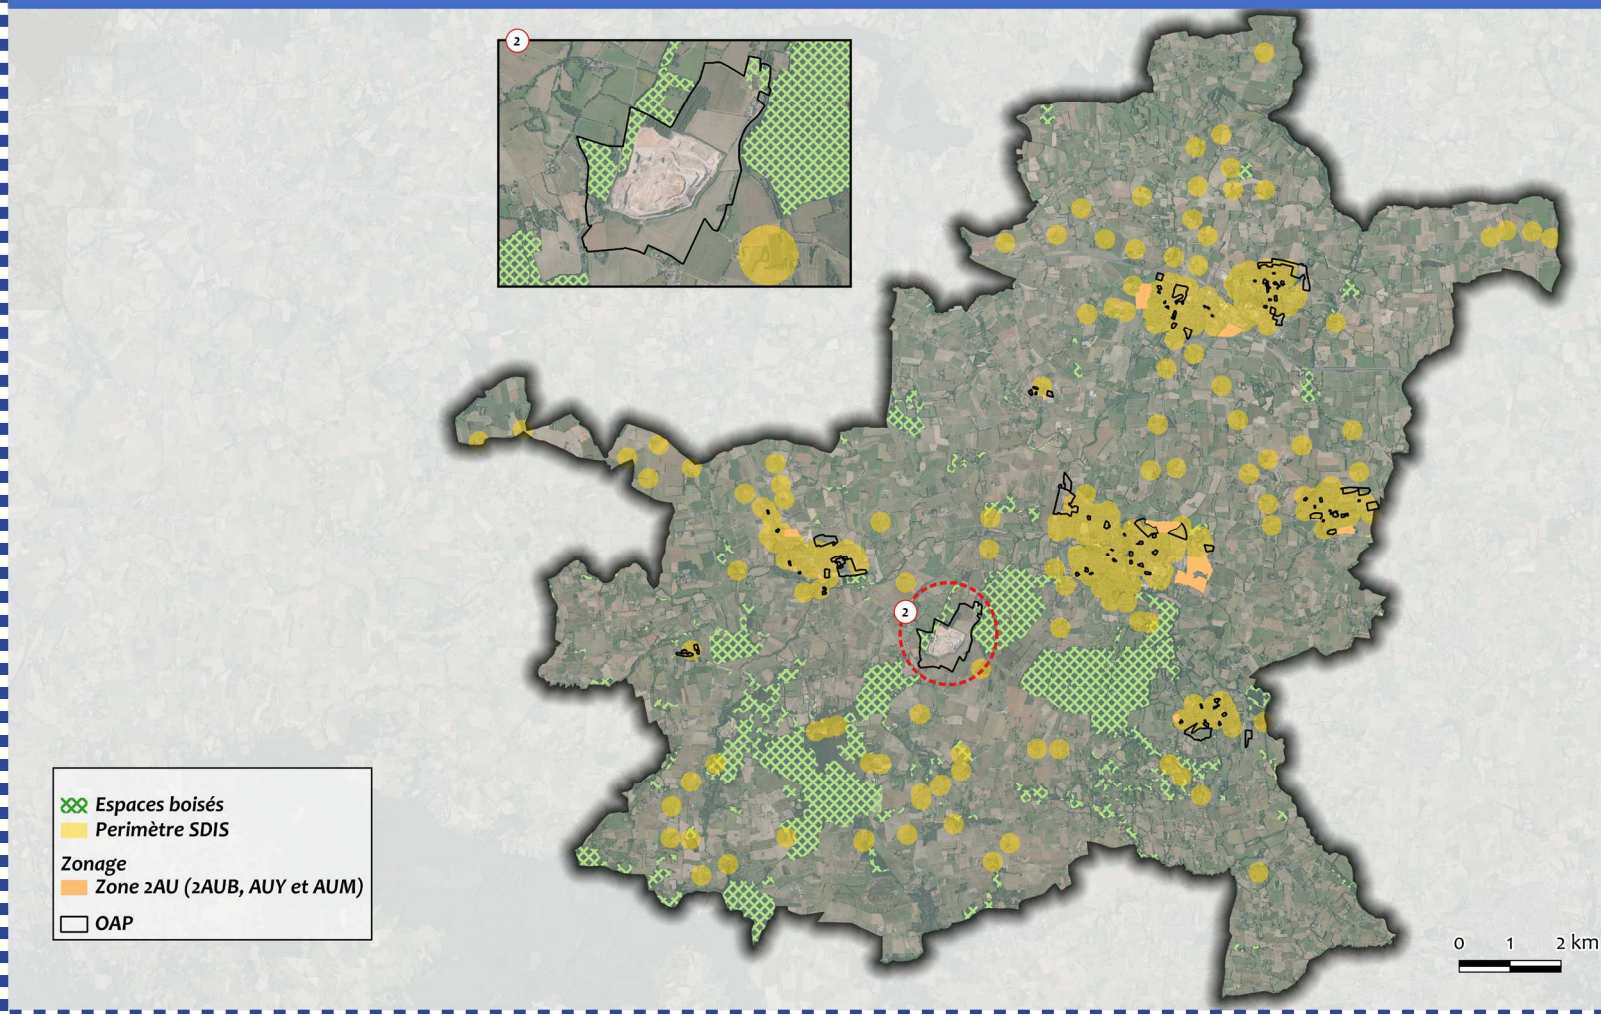 2
2
Espaces boisés
Perimètre SDIS
Zonage
Zone 2AU (2AUB, AUY et AUM)
OAP
0 1 2 km